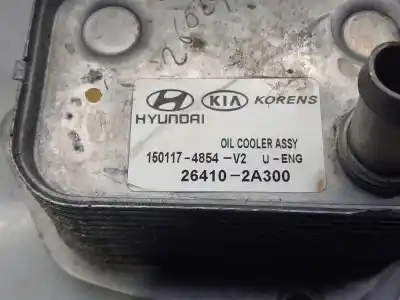 KIA KORENS
HYUNDAI
OIL COOLER ASSY
150117-4854-V2 U-ENG
26410-2A300